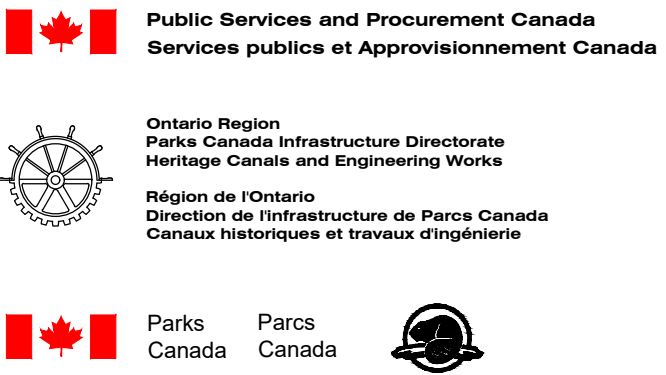 Public Services and Procurement Canada
Services publics et Approvisionnement Canada
Ontario Region
Parks Canada Infrastructure Directorate
Heritage Canals and Engineering Works
Région de l'Ontario
Direction de l'infrastructure de Parcs Canada
Canaux historiques et travaux d'ingénierie
Parks
Canada
Parcs
Canada